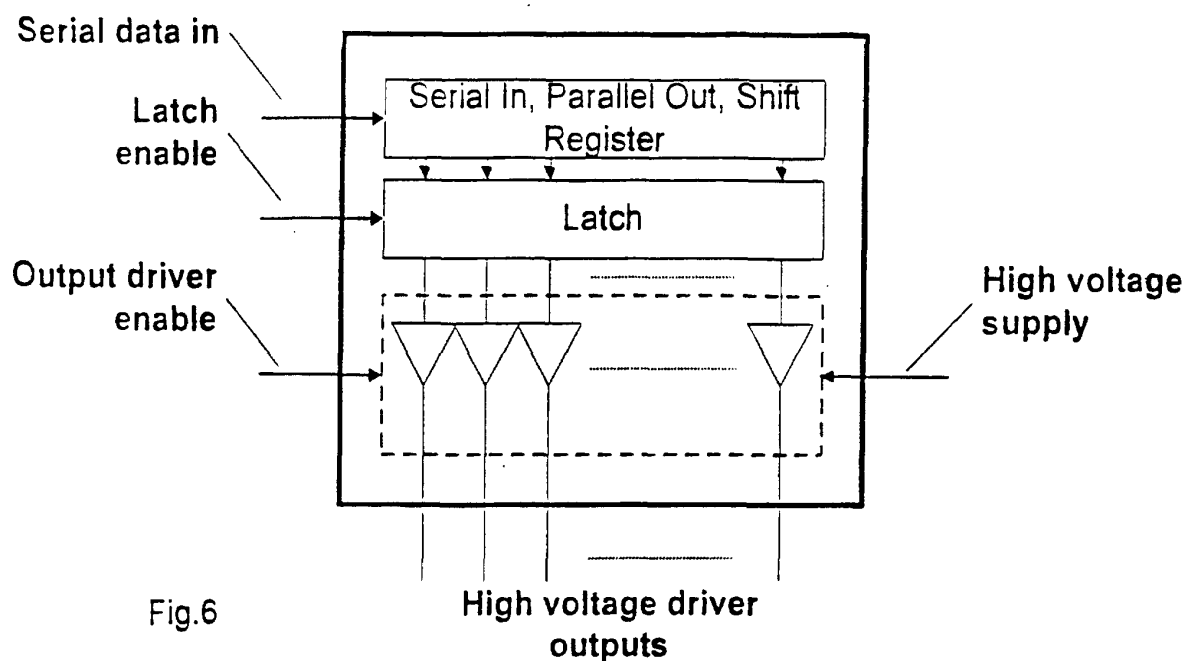 Serial data in
Latch
enable
Output driver
enable
Serial In, Parallel Out, Shift
Register
Latch
High voltage
supply
High voltage driver
outputs
Fig.6